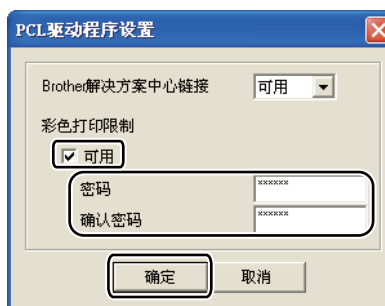 PCL驱动程序设置
Brother解决方案中心链接 可用
彩色打印限制
可用
密码 ******
确认密码 ******
确定 取消